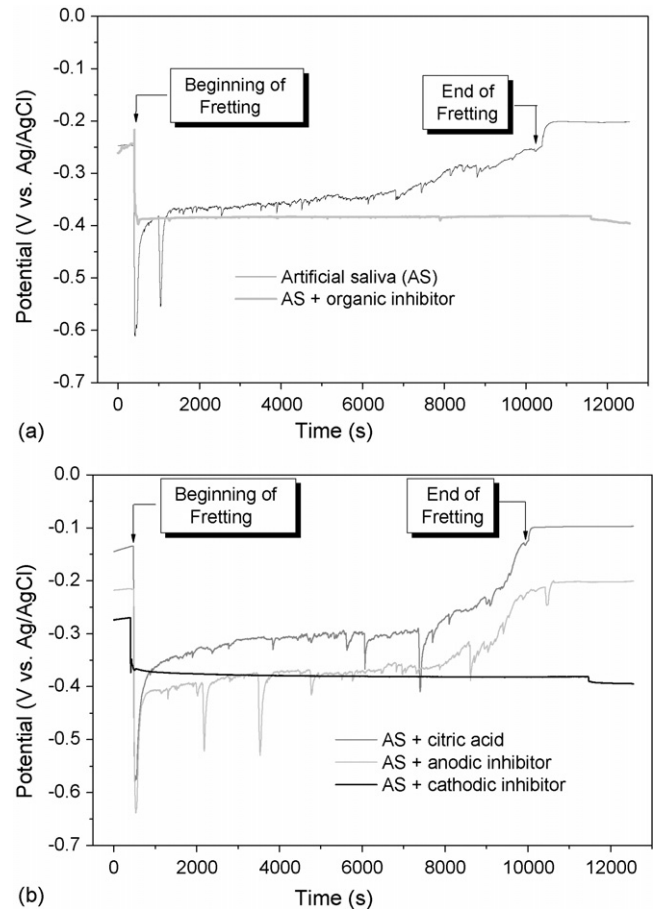 0.0
-0.1
-0.2
-0.3
-0.4
-0.5
-0.6
-0.7
Potential (V vs. Ag/AgCl)
Beginning of
Fretting
End of
Fretting
Artificial saliva (AS)
AS + organic inhibitor
0 2000 4000 6000 8000 10000 12000
Time (s)
(a)
0.0
-0.1
-0.2
-0.3
-0.4
-0.5
-0.6
-0.7
Potential (V vs. Ag/AgCl)
Beginning of
Fretting
End of
Fretting
AS + citric acid
AS + anodic inhibitor
AS + cathodic inhibitor
0 2000 4000 6000 8000 10000 12000
Time (s)
(b)